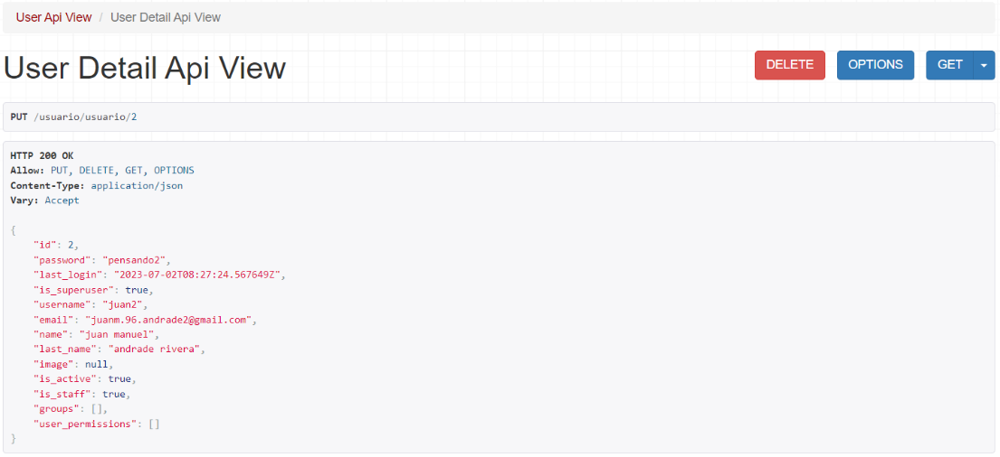 User Api View / User Detail Api View
User Detail Api View
DELETE
OPTIONS
GET
PUT /usuario/usuario/2
HTTP 200 OK
Allow: PUT, DELETE, GET, OPTIONS
Content-Type: application/json
Vary: Accept
{
    "id": 2,
    "password": "pensando2",
    "last_login": "2023-07-02T08:27:24.567649Z",
    "is_superuser": true,
    "username": "juan2",
    "email": "juanm.96.andrade2@gmail.com",
    "name": "juan manuel",
    "last_name": "andrade rivera",
    "image": null,
    "is_active": true,
    "is_staff": true,
    "groups": [],
    "user_permissions": []
}